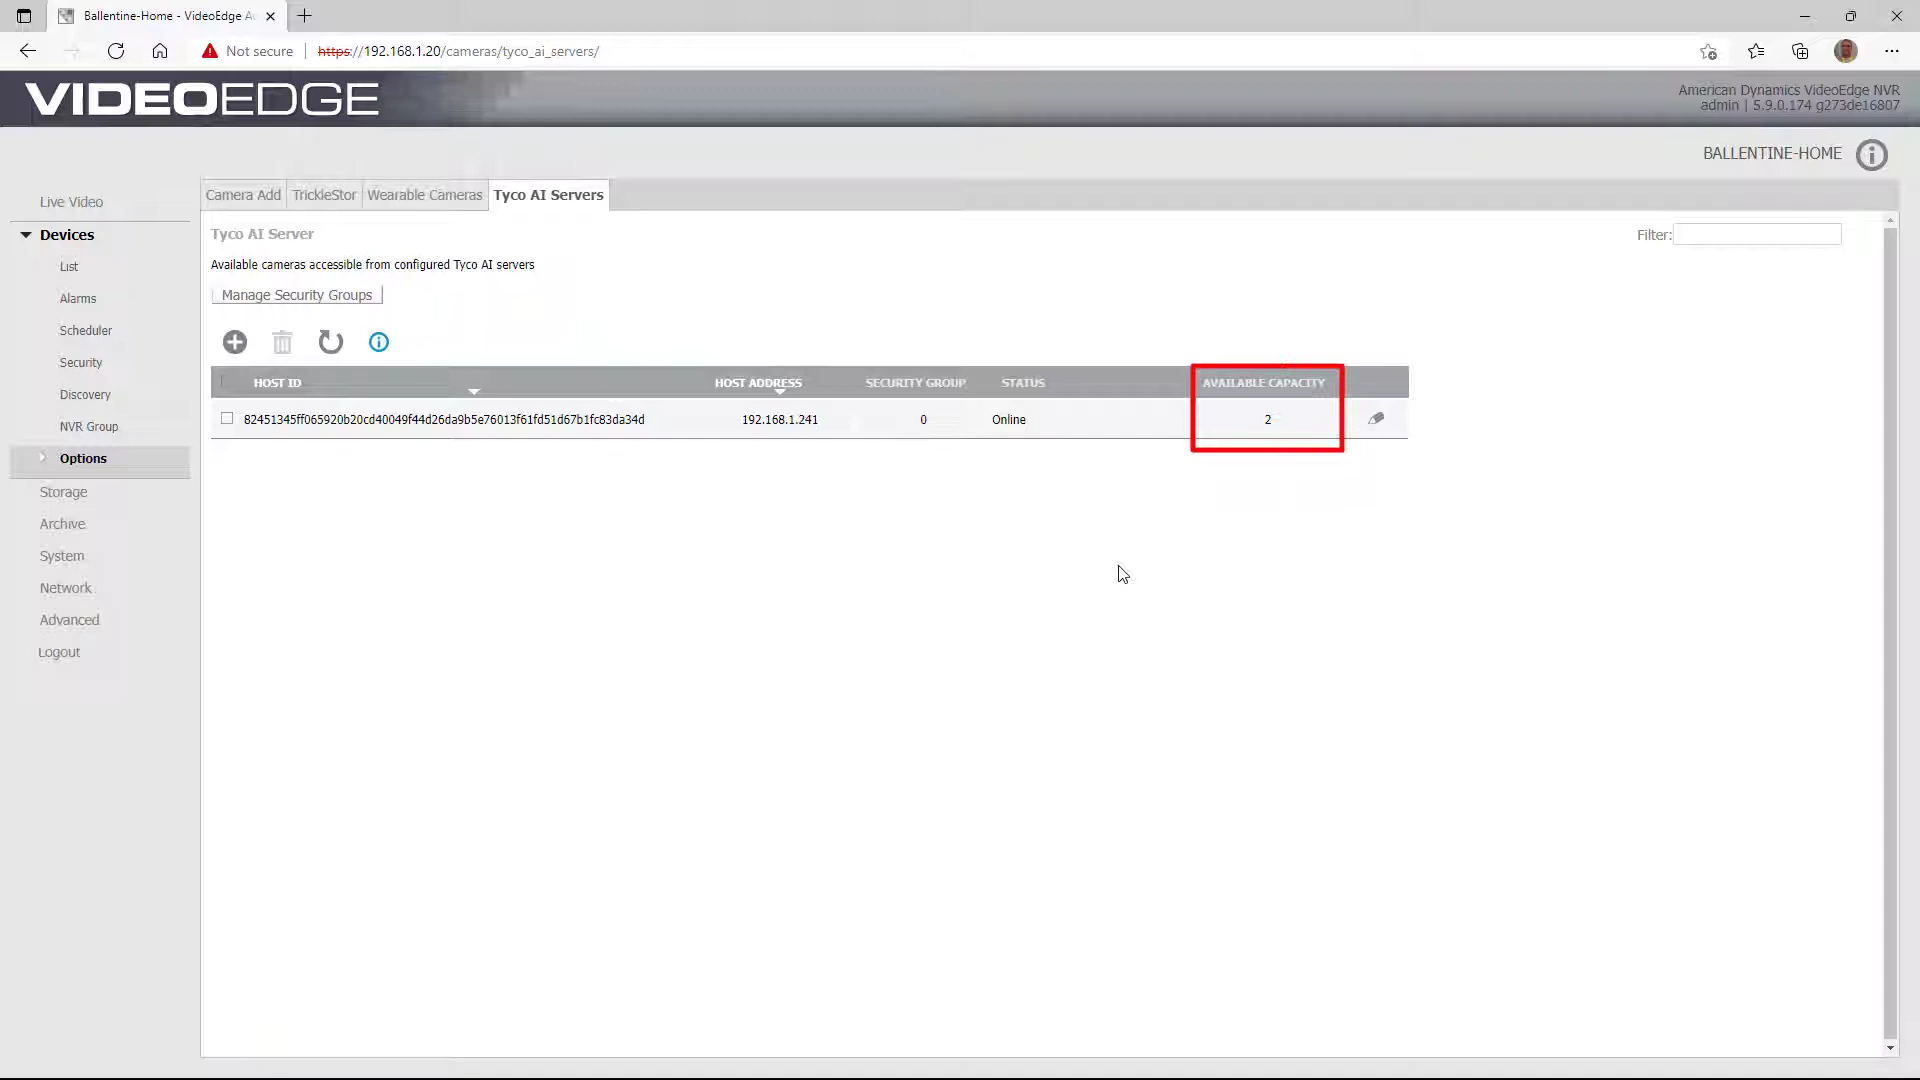 Ballentine-Home - VideoEdge A
Not secure https://192.168.1.20/cameras/tyco_ai_servers/
VIDEOEDGE
American Dynamics VideoEdge NVR
admin | 5.9.0.174 g273de16807
BALLENTINE-HOME
Live Video
Devices
List
Alarms
Scheduler
Security
Discovery
NVR Group
Options
Storage
Archive
System
Network
Advanced
Logout
Camera Add TrickleStor Wearable Cameras Tyco AI Servers
Tyco AI Server
Filter:
Available cameras accessible from configured Tyco AI servers
Manage Security Groups
HOST ID HOST ADDRESS SECURITY GROUP STATUS AVAILABLE CAPACITY
82451345ff065920b20cd40049f44d26da9b5e76013f61fd51d67b1fc83da34d 192.168.1.241 0 Online 2